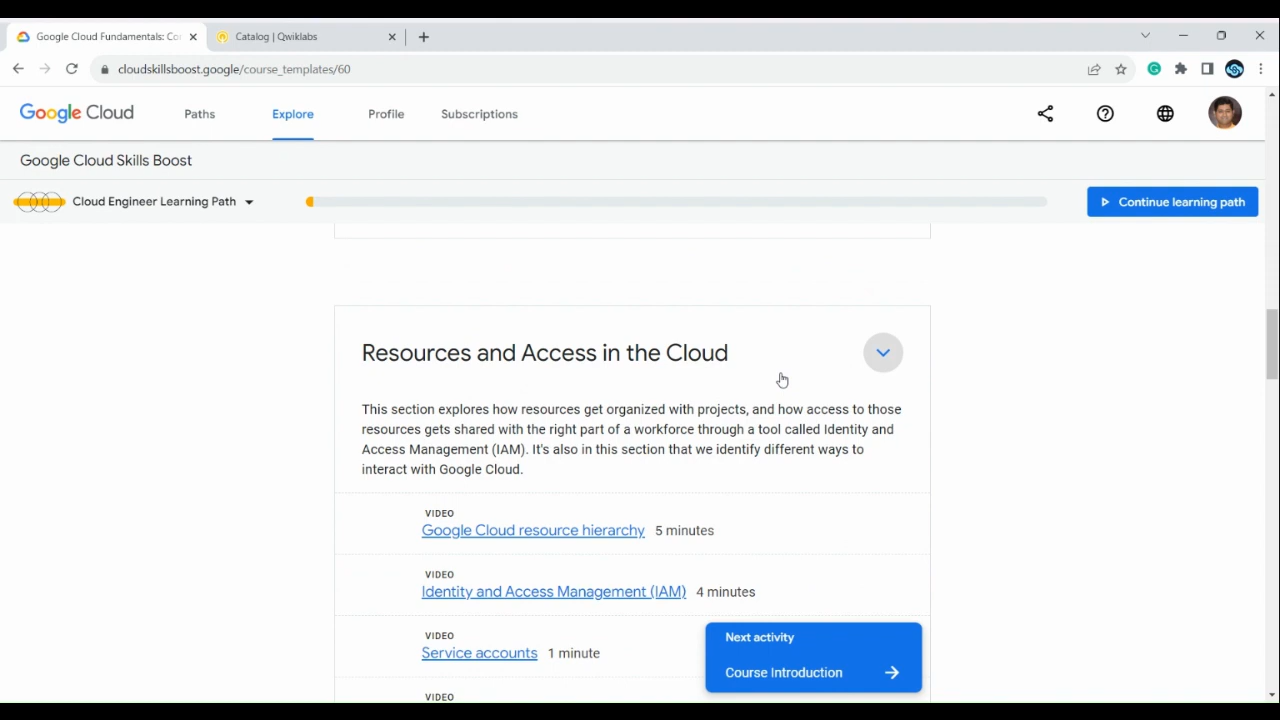 Google Cloud Fundamentals: Co
Catalog | Qwiklabs
cloudskillsboost.google/course_templates/60
Google Cloud
Paths
Explore
Profile
Subscriptions
Google Cloud Skills Boost
Cloud Engineer Learning Path
Continue learning path
Resources and Access in the Cloud
This section explores how resources get organized with projects, and how access to those
resources gets shared with the right part of a workforce through a tool called Identity and
Access Management (IAM). It's also in this section that we identify different ways to
interact with Google Cloud.
VIDEO
Google Cloud resource hierarchy 5 minutes
VIDEO
Identity and Access Management (IAM) 4 minutes
VIDEO
Service accounts 1 minute
VIDEO
Next activity
Course Introduction